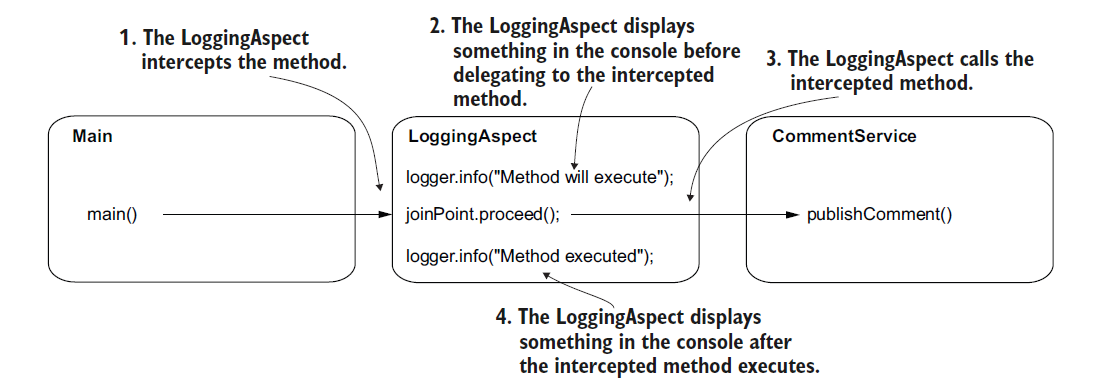 1. The LoggingAspect
intercepts the method.
2. The LoggingAspect displays
something in the console before
delegating to the intercepted
method.
3. The LoggingAspect calls the
intercepted method.
Main
main()
LoggingAspect
logger.info("Method will execute");
joinPoint.proceed();
logger.info("Method executed");
CommentService
publishComment()
4. The LoggingAspect displays
something in the console after
the intercepted method executes.